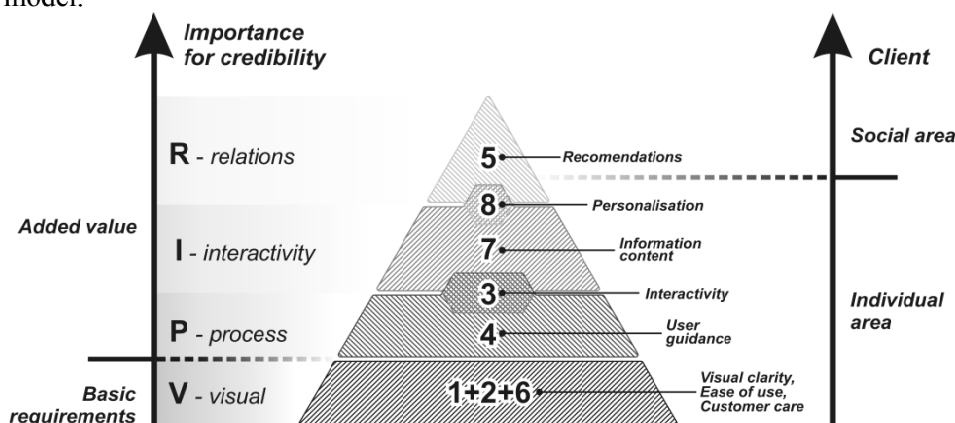 model.
Importance
for credibility
Client
R - relations
5
Recomendations
Social area
8
Personalisation
Added value
I - interactivity
7
Information
content
3
Interactivity
Individual
area
P - process
4
User
guidance
Basic
requirements
V - visual
1+2+6
Visual clarity,
Ease of use,
Customer care